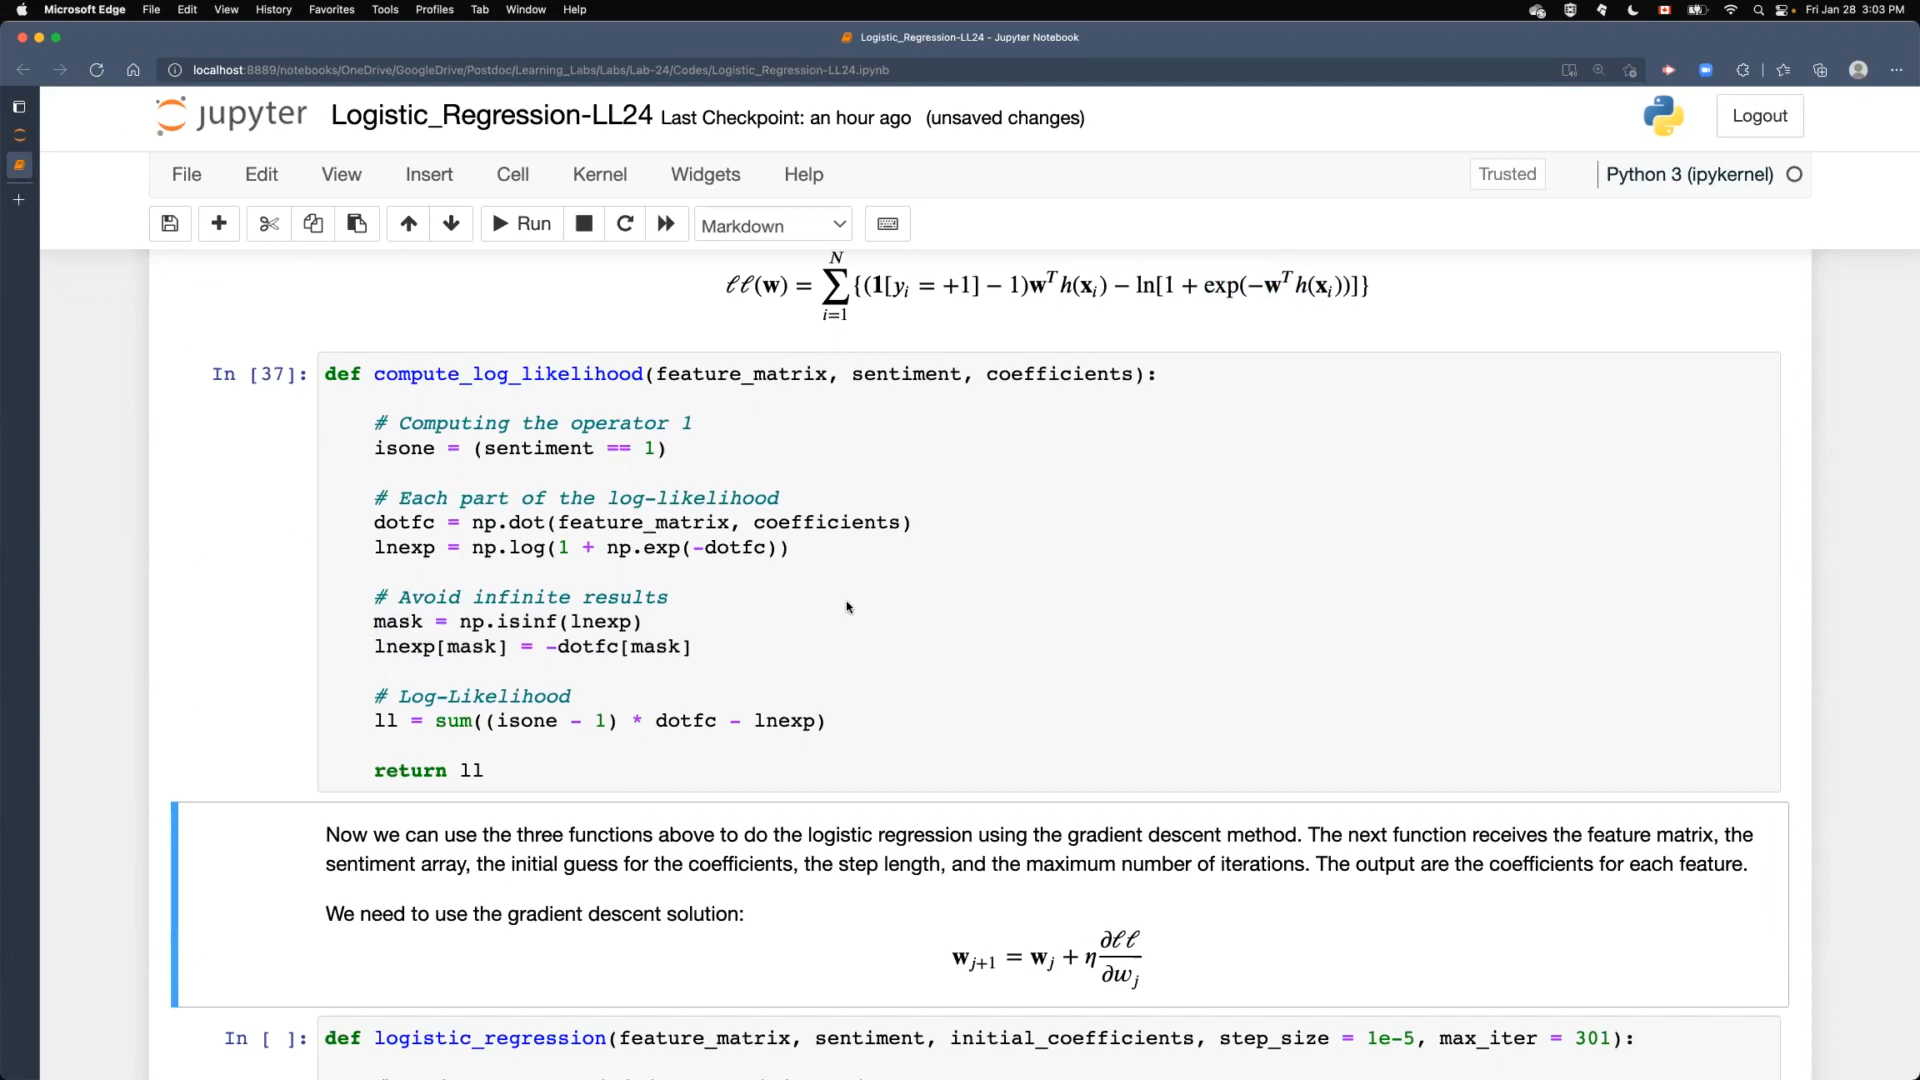 Microsoft Edge File Edit View History Favorites Tools Profiles Tab Window Help Fri Jan 28 3:03 PM
Logistic_Regression-LL24 - Jupyter Notebook
localhost:8889/notebooks/OneDrive/GoogleDrive/Postdoc/Learning_Labs/Labs/Lab-24/Codes/Logistic_Regression-LL24.ipynb
jupyter Logistic_Regression-LL24 Last Checkpoint: an hour ago (unsaved changes) Logout
File Edit View Insert Cell Kernel Widgets Help Trusted Python 3 (ipykernel)
Run Markdown
ℓℓ(w) = ∑_{i=1}^{N} {(1[y_i = +1] − 1)w^T h(x_i) − ln[1 + exp(−w^T h(x_i))]}
In [37]: def compute_log_likelihood(feature_matrix, sentiment, coefficients):
# Computing the operator 1
isone = (sentiment == 1)
# Each part of the log-likelihood
dotfc = np.dot(feature_matrix, coefficients)
lnexp = np.log(1 + np.exp(-dotfc))
# Avoid infinite results
mask = np.isinf(lnexp)
lnexp[mask] = -dotfc[mask]
# Log-Likelihood
ll = sum((isone - 1) * dotfc - lnexp)
return ll
Now we can use the three functions above to do the logistic regression using the gradient descent method. The next function receives the feature matrix, the
sentiment array, the initial guess for the coefficients, the step length, and the maximum number of iterations. The output are the coefficients for each feature.
We need to use the gradient descent solution:
w_{j+1} = w_j + η ∂ℓℓ/∂w_j
In [ ]: def logistic_regression(feature_matrix, sentiment, initial_coefficients, step_size = 1e-5, max_iter = 301):